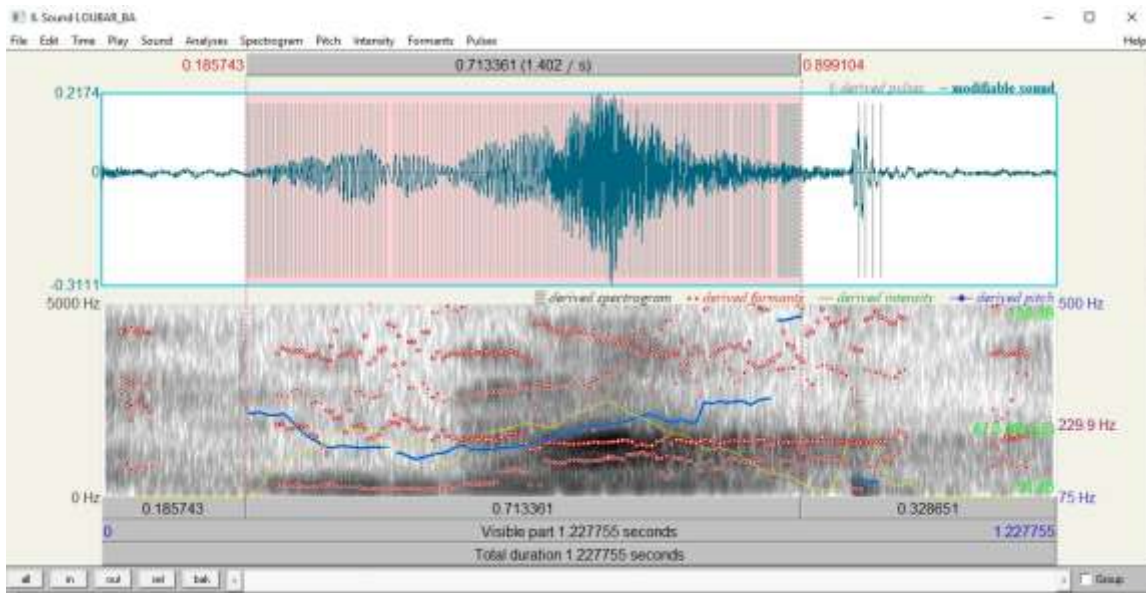 6. Sound LOUBAR_BA
File Edit Time Play Sound Analyses Spectrogram Pitch Intensity Formants Pulses Help
0.185743 0.713361 (1.402 / s) 0.899104
derived pulses modifiable sound
0.2174
0
-0.3111
derived spectrogram derived formants derived intensity derived pitch
5000 Hz 500 Hz
229.9 Hz
0 Hz 75 Hz
0.185743 0.713361 0.328651
0 Visible part 1.227755 seconds 1.227755
Total duration 1.227755 seconds
all in out sel bak Group